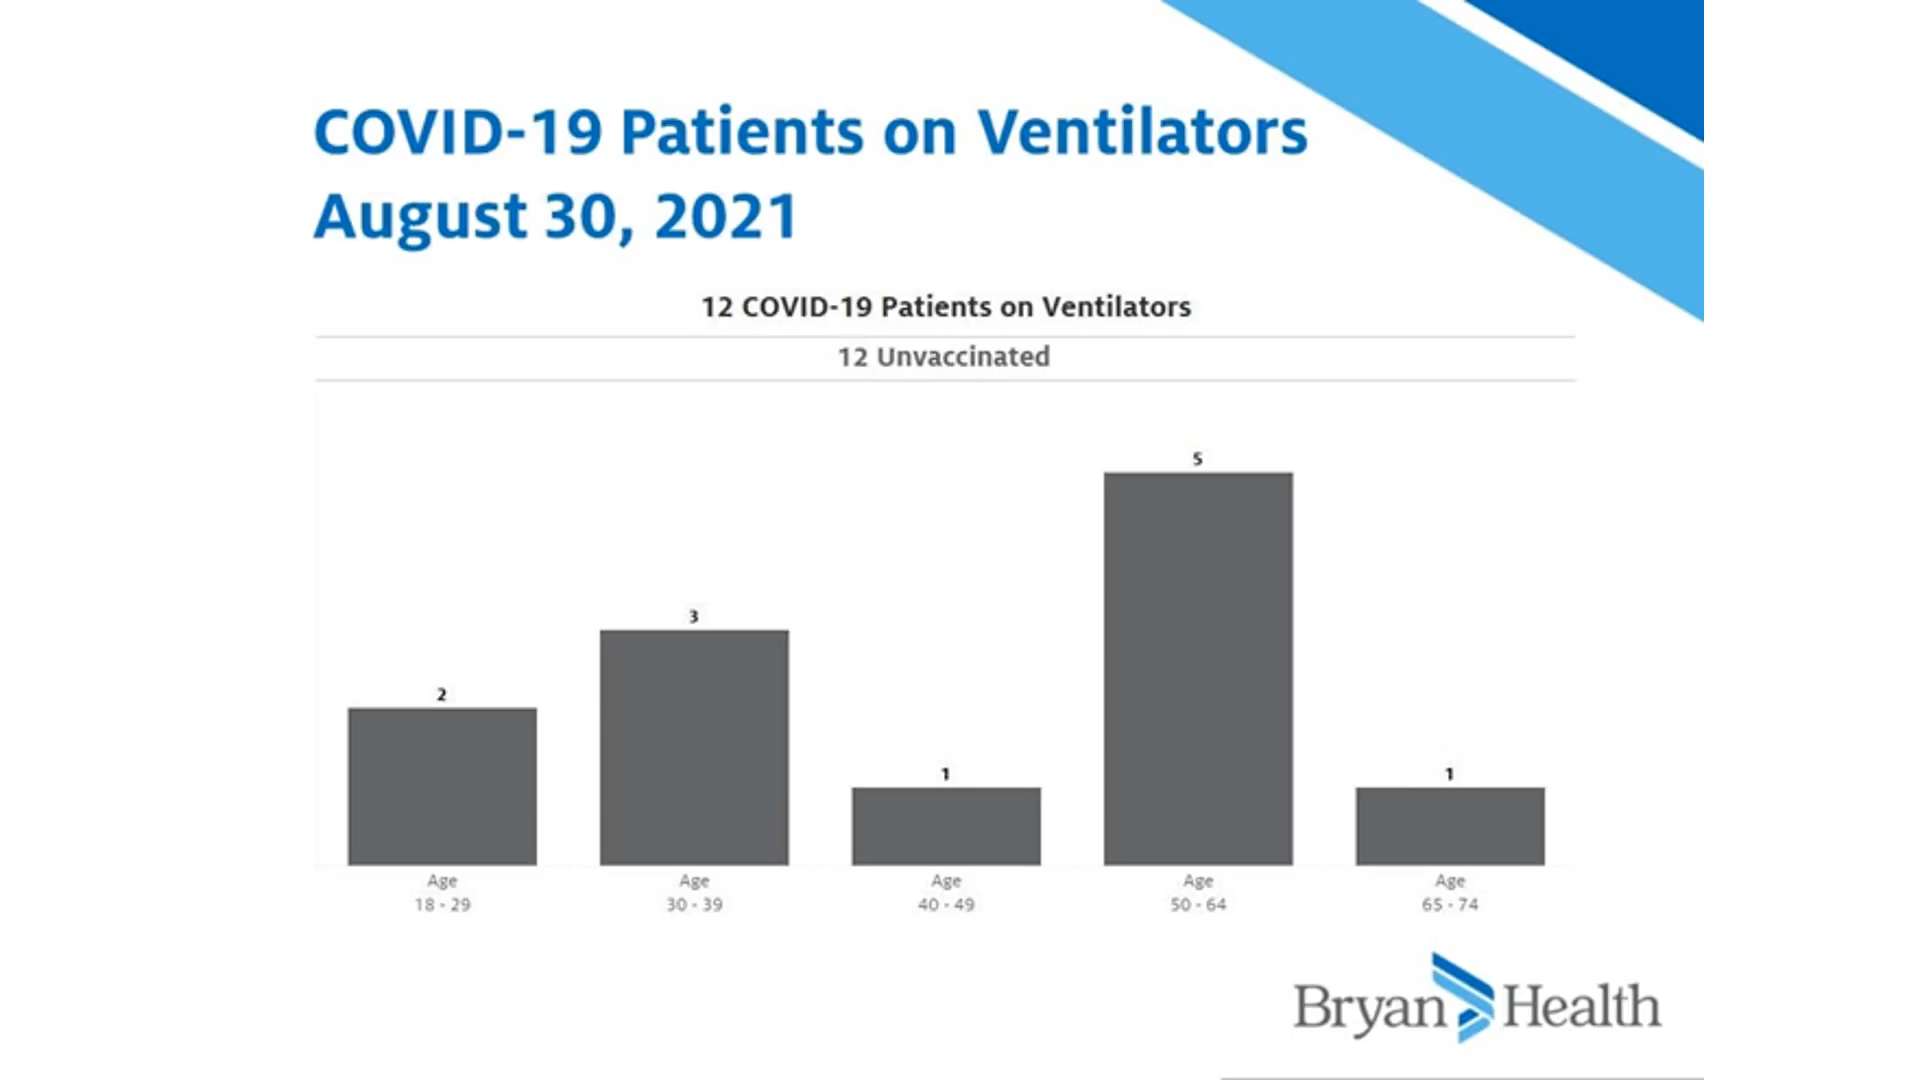 COVID-19 Patients on Ventilators
August 30, 2021
12 COVID-19 Patients on Ventilators
12 Unvaccinated
5
3
2
1
1
Age
18 - 29
Age
30 - 39
Age
40 - 49
Age
50 - 64
Age
65 - 74
Bryan Health